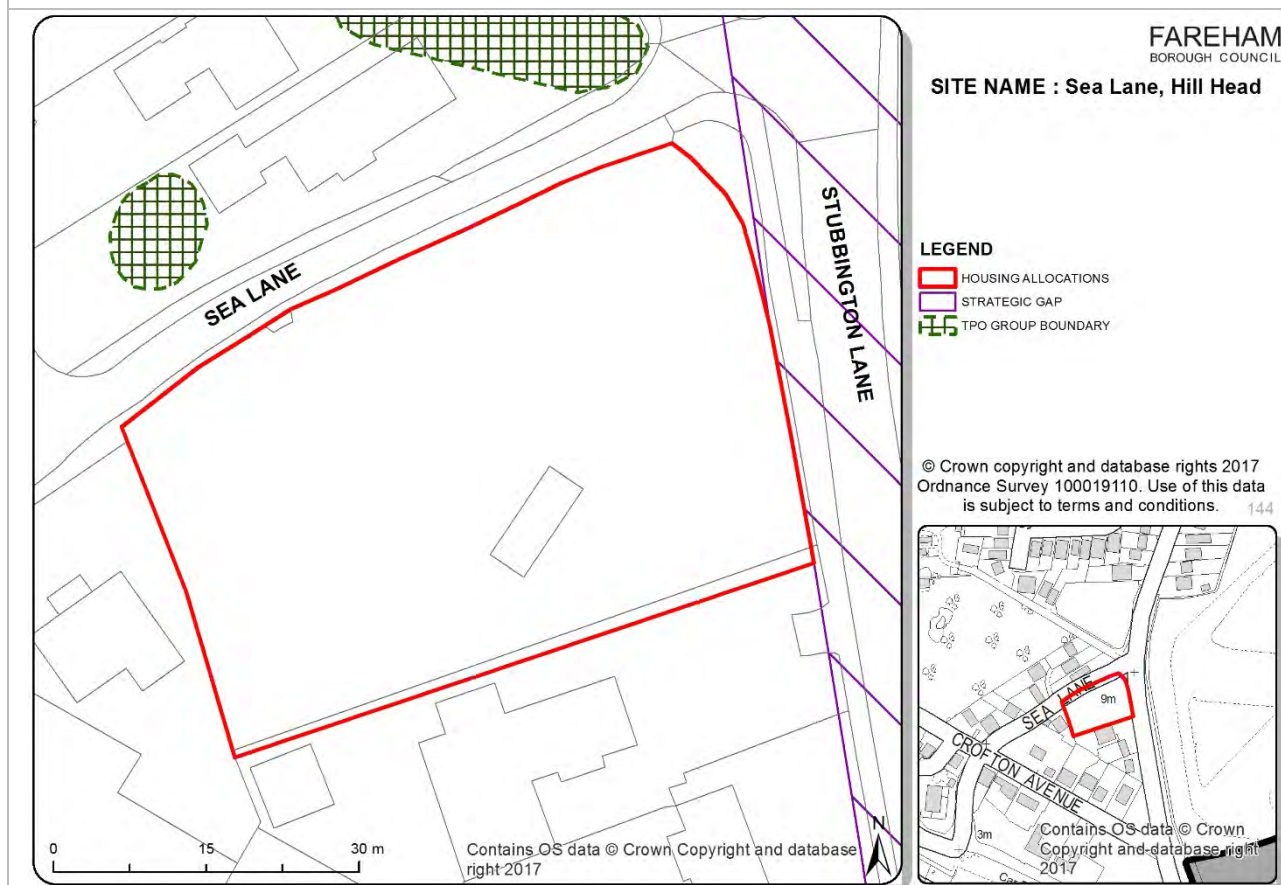 FAREHAM
BOROUGH COUNCIL
SITE NAME : Sea Lane, Hill Head
SEA LANE
STUBBINGTON LANE
LEGEND
HOUSING ALLOCATIONS
STRATEGIC GAP
TPO GROUP BOUNDARY
© Crown copyright and database rights 2017
Ordnance Survey 100019110. Use of this data
is subject to terms and conditions.
144
0 15 30 m
Contains OS data © Crown Copyright and database
right 2017
N
SEA LANE
9m
CROFTON AVENUE
3m
Contains OS data © Crown
Copyright and database right
2017